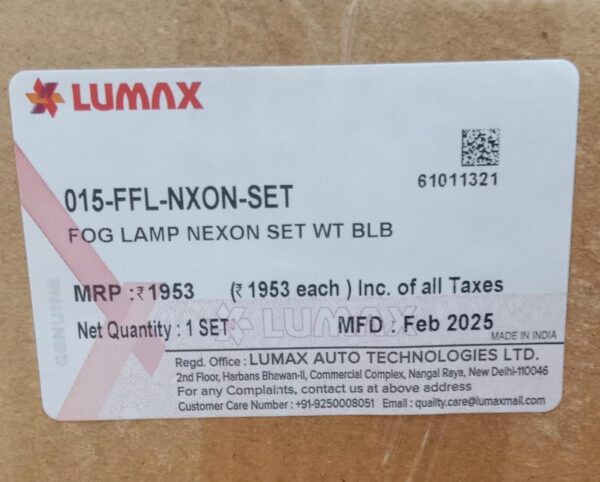 LUMAX
61011321
015-FFL-NXON-SET
FOG LAMP NEXON SET WT BLB
MRP :₹1953 (₹ 1953 each ) Inc. of all Taxes
Net Quantity : 1 SET LUMAX MFD : Feb 2025
MADE IN INDIA
GENUINE
Regd. Office : LUMAX AUTO TECHNOLOGIES LTD.
2nd Floor, Harbans Bhawan-II, Commercial Complex, Nangal Raya, New Delhi-110046
For any Complaints, contact us at above address
Customer Care Number : +91-9250008051 Email : quality.care@lumaxmail.com